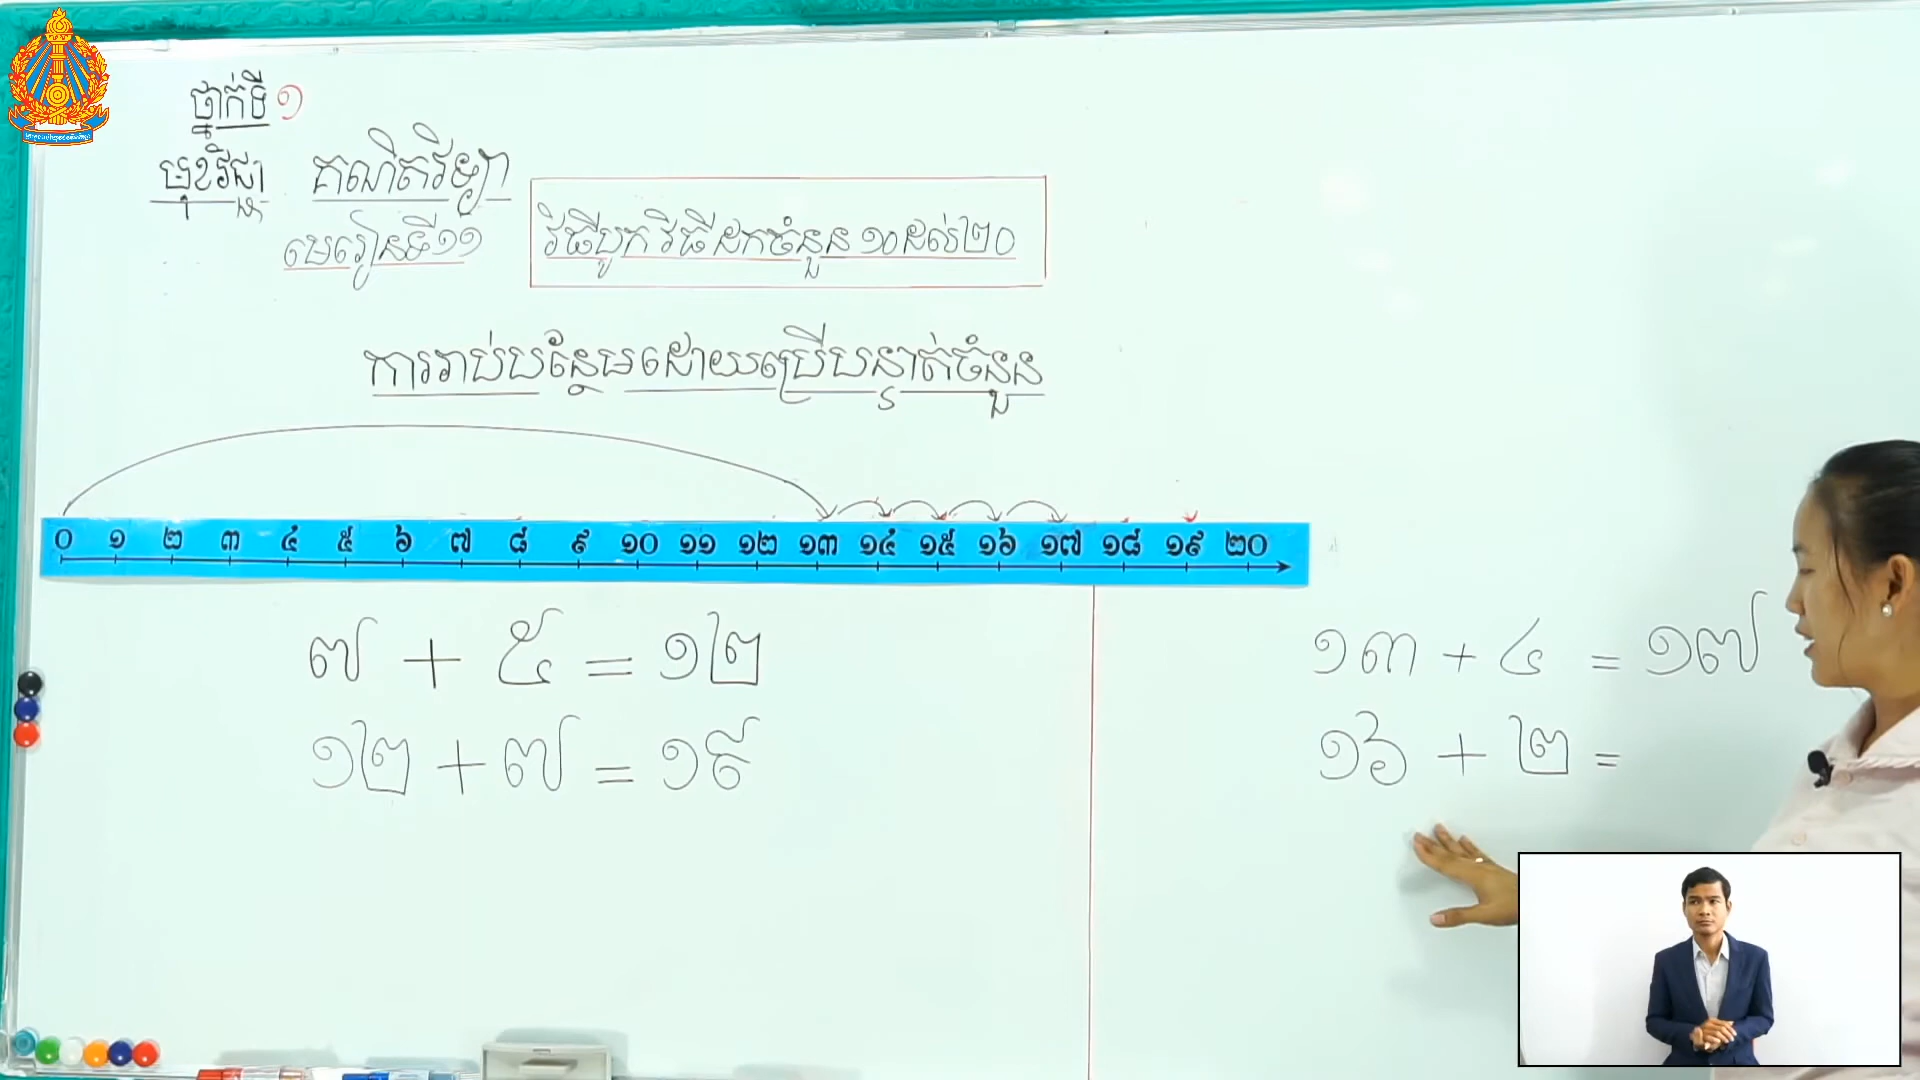 ថ្នាក់ទី ១
មុខវិជ្ជា គណិតវិទ្យា
មេរៀនទី១១ វិធីបូក វិធីដកចំនួន ១០ដល់២០
ការរាប់បន្ថែមដោយប្រើបន្ទាត់ចំនួន
០ ១ ២ ៣ ៤ ៥ ៦ ៧ ៨ ៩ ១០ ១១ ១២ ១៣ ១៤ ១៥ ១៦ ១៧ ១៨ ១៩ ២០
៧ + ៥ = ១២
១២ + ៧ = ១៩
១៣ + ៤ = ១៧
១៦ + ២ =